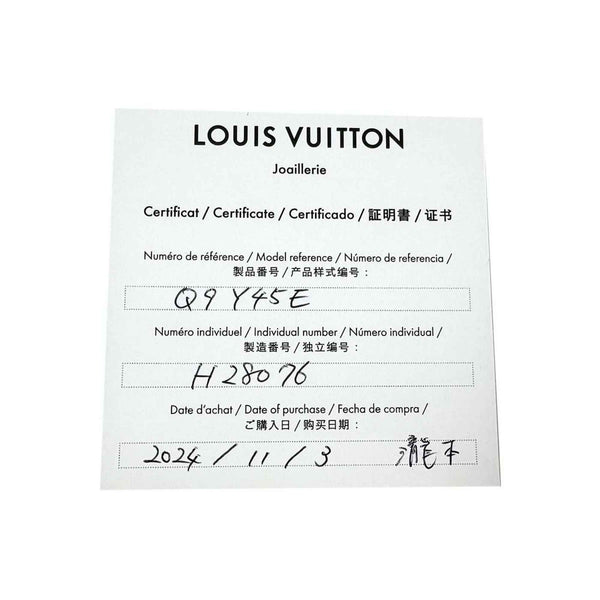 LOUIS VUITTON
Joaillerie
Certificat / Certificate / Certificado / 証明書 / 证书
Numéro de référence / Model reference / Número de referencia /
製品番号 / 产品样式编号 :
Q9Y45E
Numéro individuel / Individual number / Número individual /
製造番号 / 独立编号 :
H28076
Date d'achat / Date of purchase / Fecha de compra /
ご購入日 / 购买日期 :
2024 / 11 / 3 瀧本